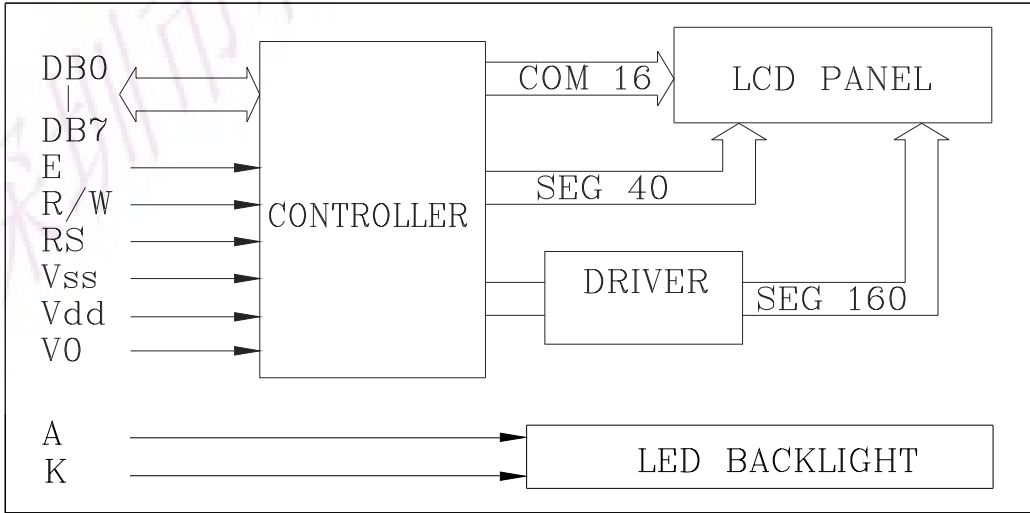 DB0
|
DB7
E
R/W
RS
Vss
Vdd
V0
A
K
CONTROLLER
COM 16
SEG 40
DRIVER
SEG 160
LCD PANEL
LED BACKLIGHT